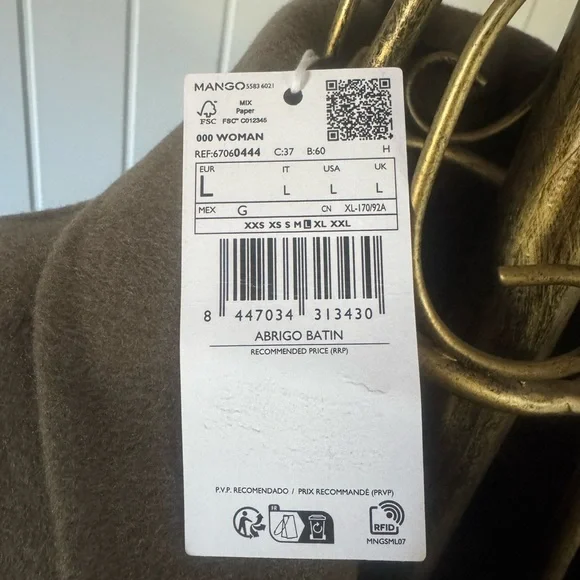 MANGO 5583 6021
MIX
Paper
FSC FSC® C012345
000 WOMAN
REF:67060444 C:37 B:60 H
EUR IT USA UK
L L L L
MEX G CN XL-170/92A
XXS XS S M L XL XXL
8 447034 313430
ABRIGO BATIN
RECOMMENDED PRICE (RRP)
P.V.P. RECOMENDADO / PRIX RECOMMANDÉ (PRVP)
FR
RFID
MNGSML07